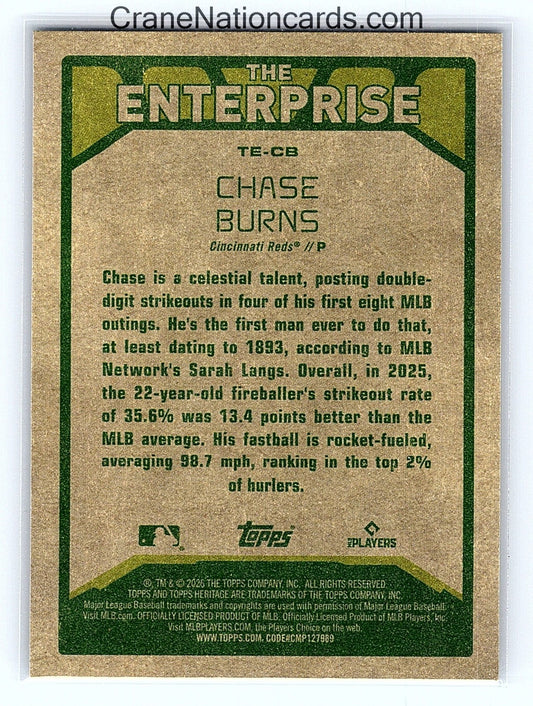 CraneNationcards.com
THE
ENTERPRISE
TE-CB
CHASE
BURNS
Cincinnati Reds® // P
Chase is a celestial talent, posting double-
digit strikeouts in four of his first eight MLB
outings. He's the first man ever to do that,
at least dating to 1893, according to MLB
Network's Sarah Langs. Overall, in 2025,
the 22-year-old fireballer's strikeout rate
of 35.6% was 13.4 points better than the
MLB average. His fastball is rocket-fueled,
averaging 98.7 mph, ranking in the top 2%
of hurlers.
Topps
MLB PLAYERS
®, TM & © 2026 THE TOPPS COMPANY, INC. ALL RIGHTS RESERVED.
TOPPS AND TOPPS HERITAGE ARE TRADEMARKS OF THE TOPPS COMPANY, INC.
Major League Baseball trademarks and copyrights are used with permission of Major League Baseball.
Visit MLB.com. OFFICIALLY LICENSED PRODUCT OF MLB. Officially Licensed Product of MLB Players, Inc.
Visit MLBPLAYERS.COM, the Players Choice on the web.
WWW.TOPPS.COM. CODE#CMP127989